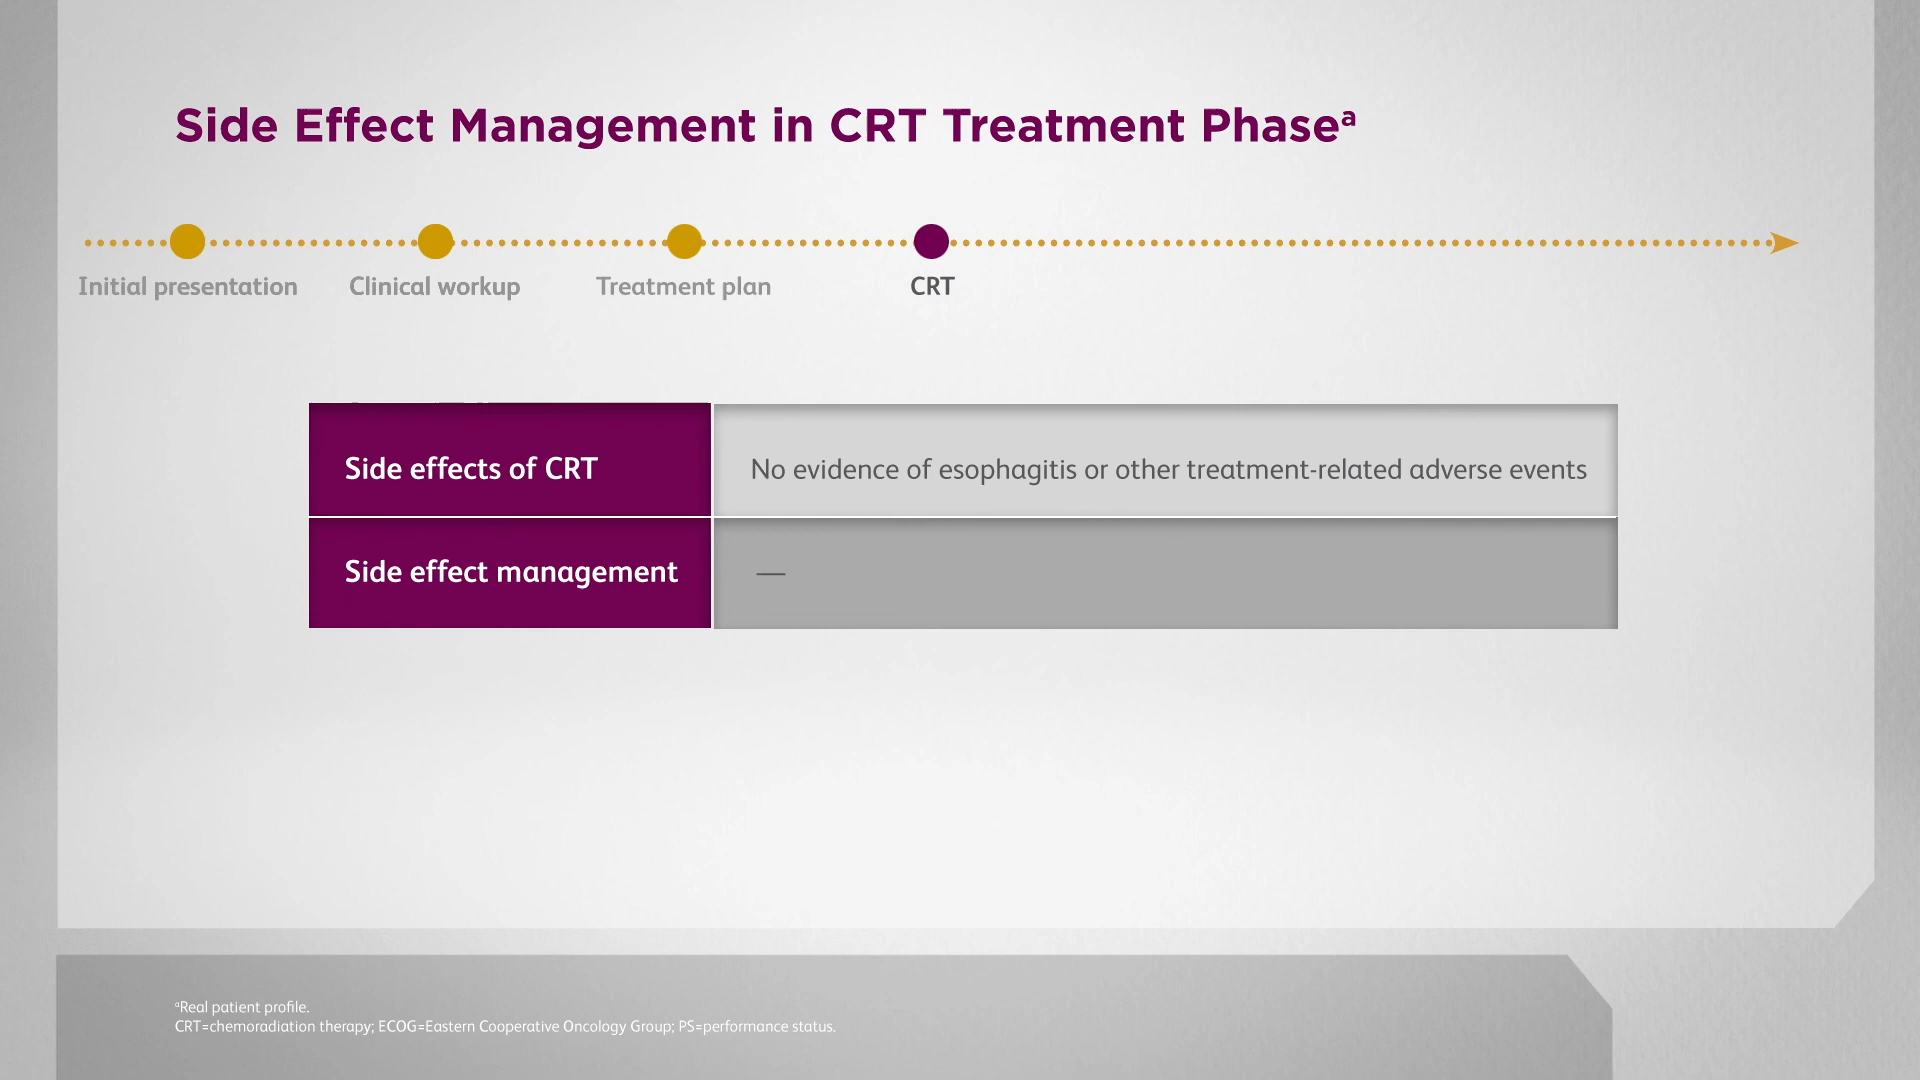 Side Effect Management in CRT Treatment Phaseᵃ
Initial presentation
Clinical workup
Treatment plan
CRT
Side effects of CRT
No evidence of esophagitis or other treatment-related adverse events
Side effect management
—
ᵃReal patient profile.
CRT=chemoradiation therapy; ECOG=Eastern Cooperative Oncology Group; PS=performance status.